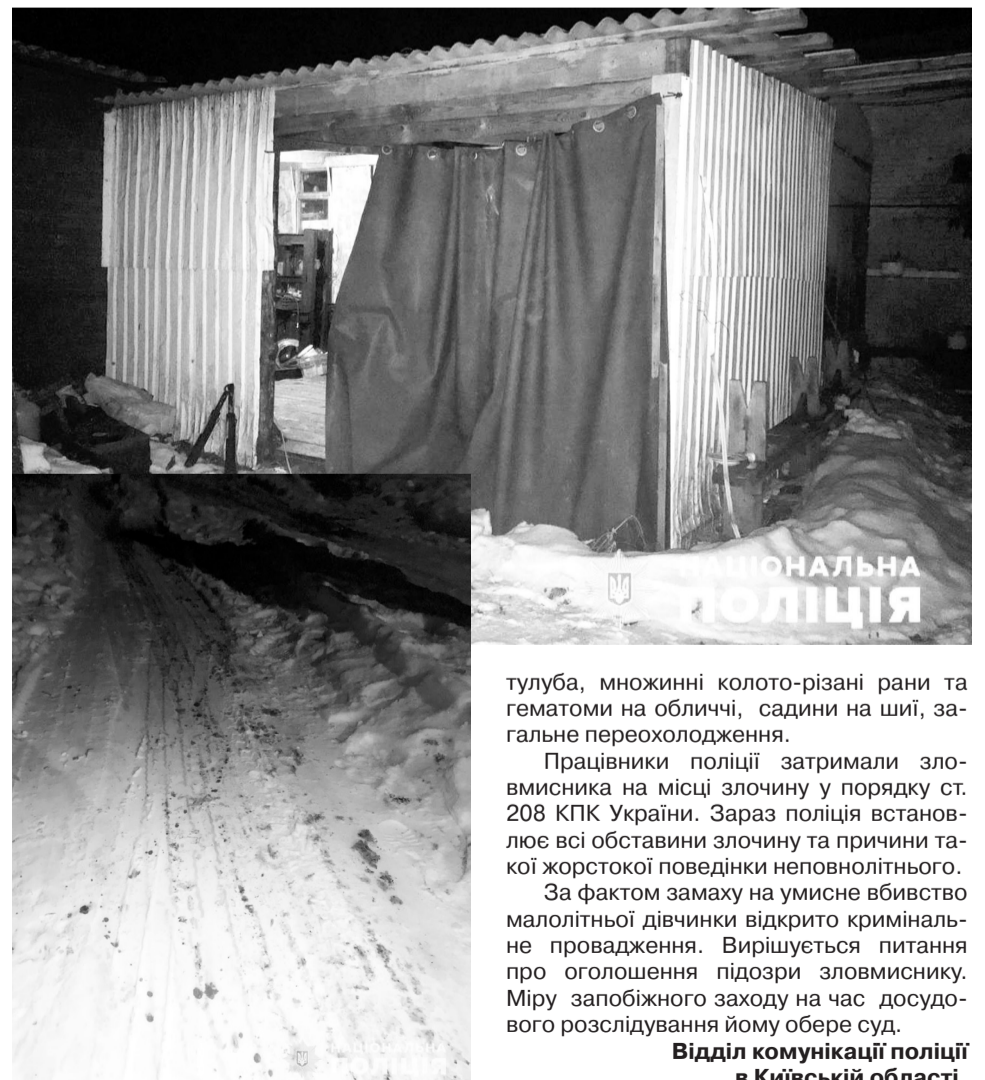 НАЦІОНАЛЬНА
ПОЛІЦІЯ
тулуба, множинні колото-різані рани та
гематоми на обличчі, садини на шиї, за-
гальне переохолодження.
Працівники поліції затримали зло-
вмисника на місці злочину у порядку ст.
208 КПК України. Зараз поліція встанов-
лює всі обставини злочину та причини та-
кої жорстокої поведінки неповнолітнього.
За фактом замаху на умисне вбивство
малолітньої дівчинки відкрито криміналь-
не провадження. Вирішується питання
про оголошення підозри зловмиснику.
Міру запобіжного заходу на час досудо-
вого розслідування йому обере суд.
Відділ комунікації поліції
в Київській області.
НАЦІОНАЛЬНА
ПОЛІЦІЯ